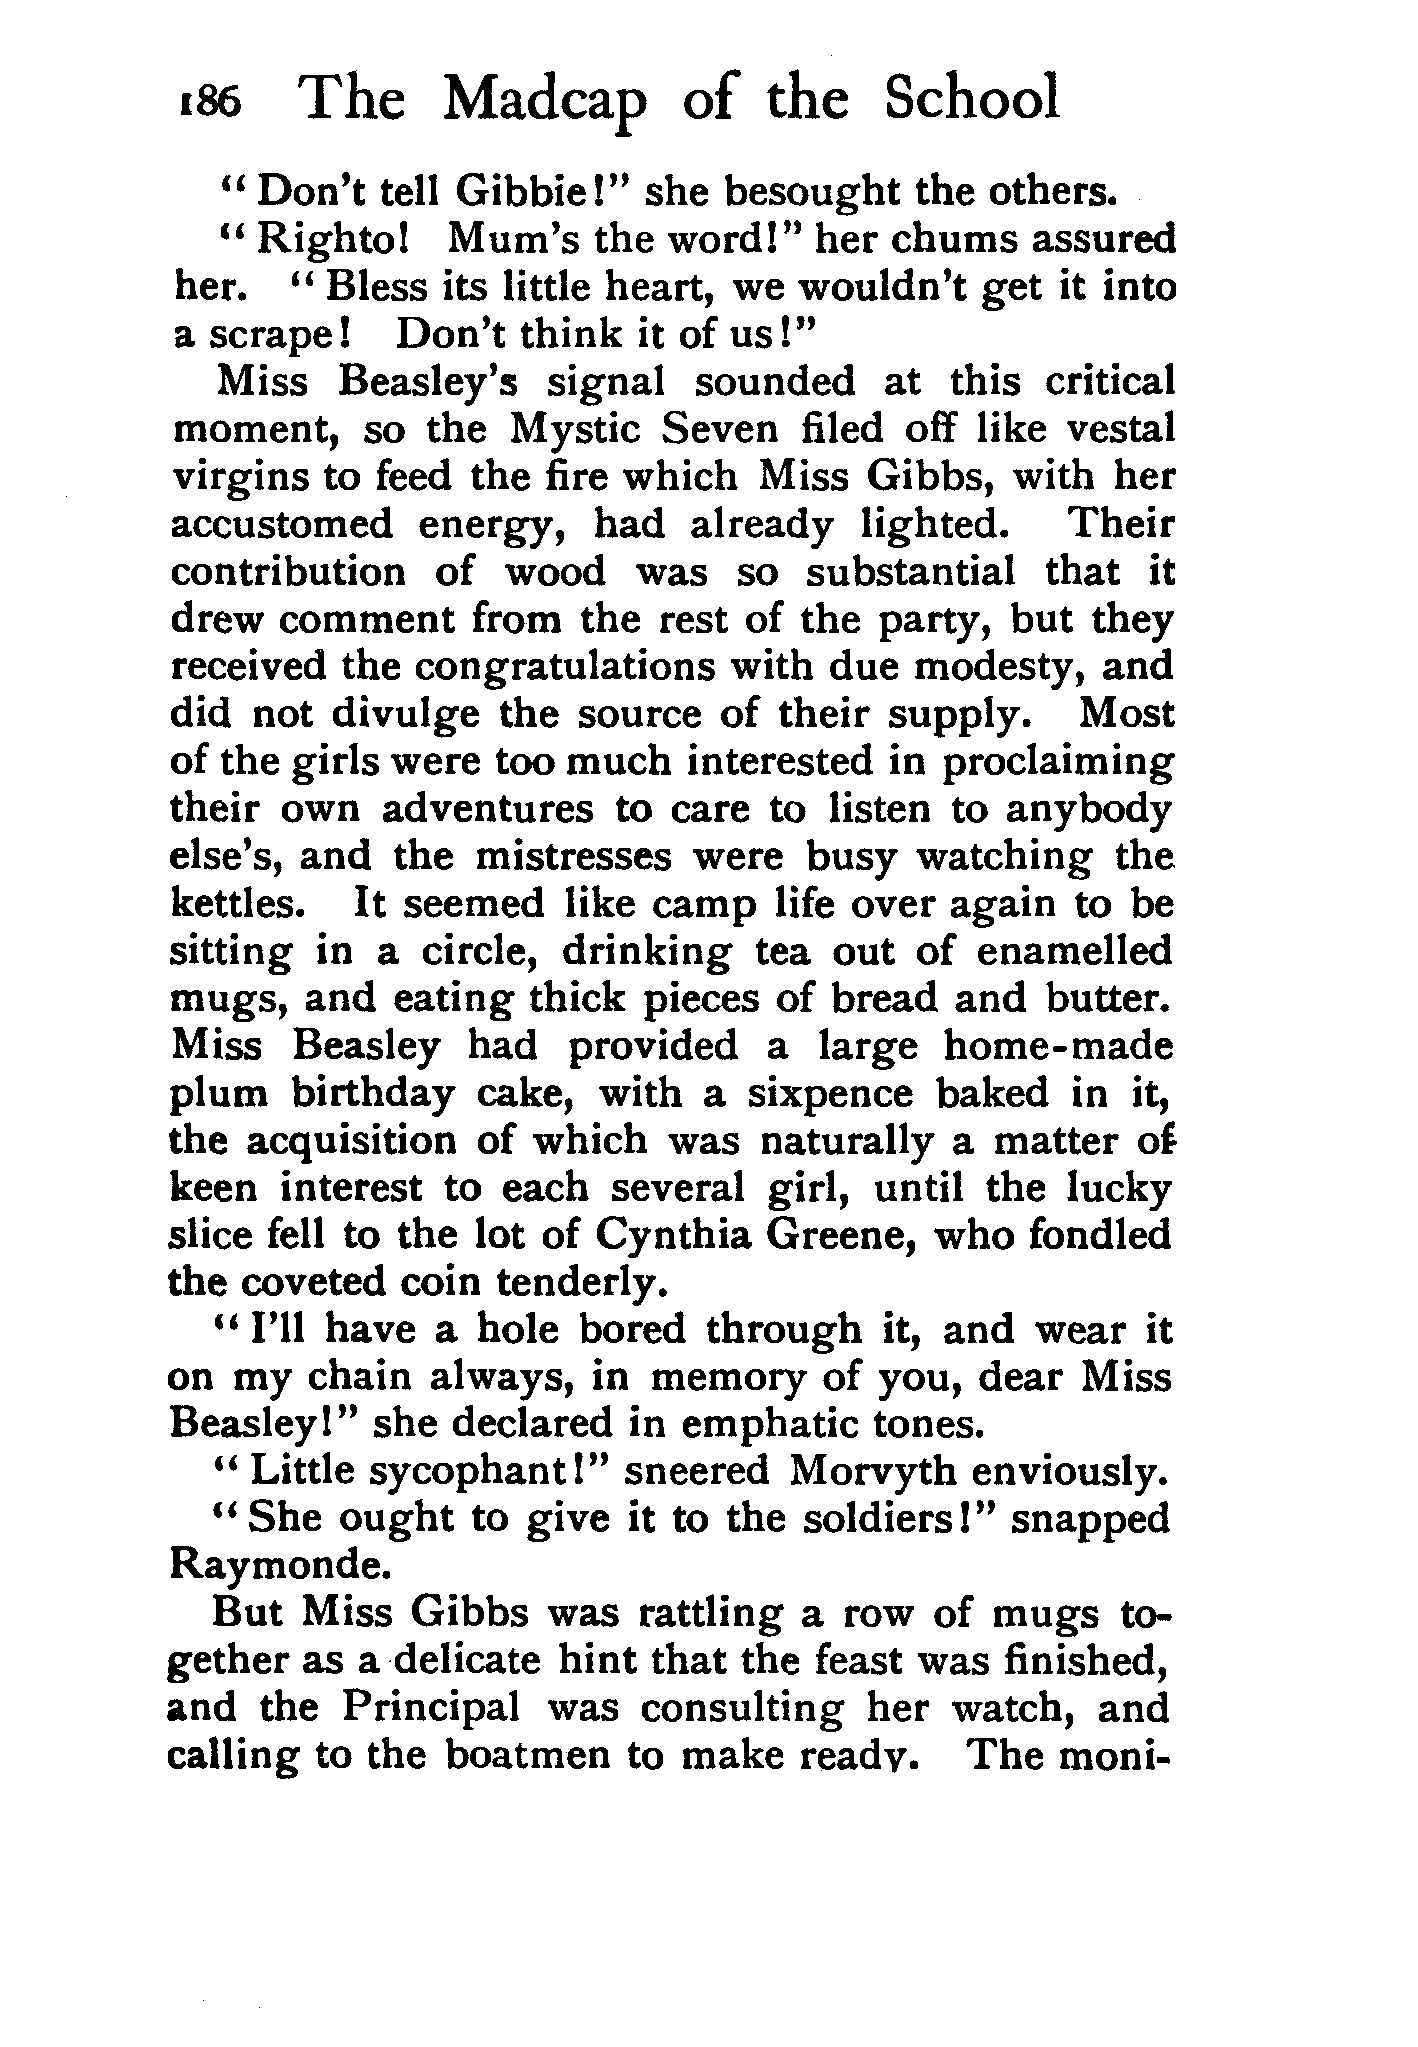 186 The Madcap of the School
"Don't tell Gibbie!" she besought the others.
"Righto! Mum's the word!" her chums assured
her. "Bless its little heart, we wouldn't get it into
a scrape! Don't think it of us!"
Miss Beasley's signal sounded at this critical
moment, so the Mystic Seven filed off like vestal
virgins to feed the fire which Miss Gibbs, with her
accustomed energy, had already lighted. Their
contribution of wood was so substantial that it
drew comment from the rest of the party, but they
received the congratulations with due modesty, and
did not divulge the source of their supply. Most
of the girls were too much interested in proclaiming
their own adventures to care to listen to anybody
else's, and the mistresses were busy watching the
kettles. It seemed like camp life over again to be
sitting in a circle, drinking tea out of enamelled
mugs, and eating thick pieces of bread and butter.
Miss Beasley had provided a large home-made
plum birthday cake, with a sixpence baked in it,
the acquisition of which was naturally a matter of
keen interest to each several girl, until the lucky
slice fell to the lot of Cynthia Greene, who fondled
the coveted coin tenderly.
"I'll have a hole bored through it, and wear it
on my chain always, in memory of you, dear Miss
Beasley!" she declared in emphatic tones.
"Little sycophant!" sneered Morvyth enviously.
"She ought to give it to the soldiers!" snapped
Raymonde.
But Miss Gibbs was rattling a row of mugs to-
gether as a delicate hint that the feast was finished,
and the Principal was consulting her watch, and
calling to the boatmen to make ready. The moni-